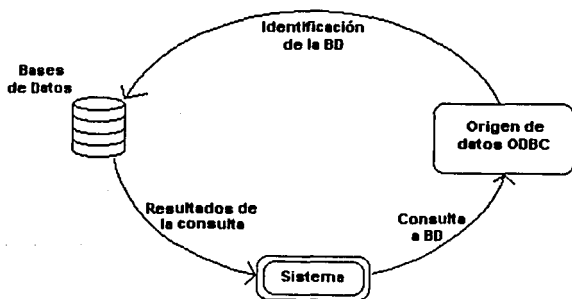 Identificación
de la BD
Bases
de Datos
Origen de
datos ODBC
Resultados de
la consulta
Consulta
a BD
Sistema